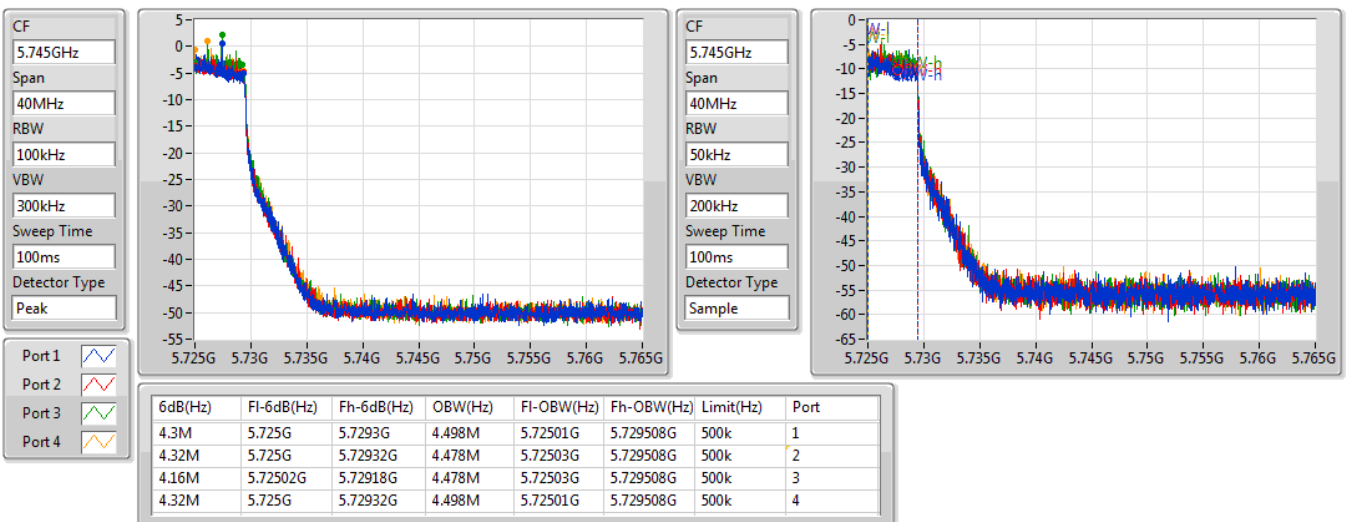 CF
5.745GHz
Span
40MHz
RBW
100kHz
VBW
300kHz
Sweep Time
100ms
Detector Type
Peak
5
0
-5
-10
-15
-20
-25
-30
-35
-40
-45
-50
-55
5.725G 5.73G 5.735G 5.74G 5.745G 5.75G 5.755G 5.76G 5.765G
CF
5.745GHz
Span
40MHz
RBW
50kHz
VBW
200kHz
Sweep Time
100ms
Detector Type
Sample
0
-5
-10
-15
-20
-25
-30
-35
-40
-45
-50
-55
-60
-65
5.725G 5.73G 5.735G 5.74G 5.745G 5.75G 5.755G 5.76G 5.765G
Port 1
Port 2
Port 3
Port 4
6dB(Hz) Fl-6dB(Hz) Fh-6dB(Hz) OBW(Hz) Fl-OBW(Hz) Fh-OBW(Hz) Limit(Hz) Port
4.3M 5.725G 5.7293G 4.498M 5.72501G 5.729508G 500k 1
4.32M 5.725G 5.72932G 4.478M 5.72503G 5.729508G 500k 2
4.16M 5.72502G 5.72918G 4.478M 5.72503G 5.729508G 500k 3
4.32M 5.725G 5.72932G 4.498M 5.72501G 5.729508G 500k 4